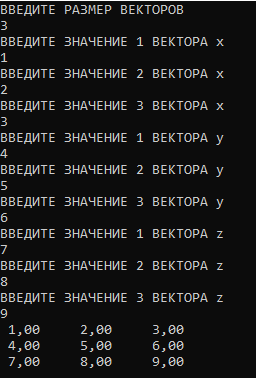 ВВЕДИТЕ РАЗМЕР ВЕКТОРОВ
3
ВВЕДИТЕ ЗНАЧЕНИЕ 1 ВЕКТОРА x
1
ВВЕДИТЕ ЗНАЧЕНИЕ 2 ВЕКТОРА x
2
ВВЕДИТЕ ЗНАЧЕНИЕ 3 ВЕКТОРА x
3
ВВЕДИТЕ ЗНАЧЕНИЕ 1 ВЕКТОРА y
4
ВВЕДИТЕ ЗНАЧЕНИЕ 2 ВЕКТОРА y
5
ВВЕДИТЕ ЗНАЧЕНИЕ 3 ВЕКТОРА y
6
ВВЕДИТЕ ЗНАЧЕНИЕ 1 ВЕКТОРА z
7
ВВЕДИТЕ ЗНАЧЕНИЕ 2 ВЕКТОРА z
8
ВВЕДИТЕ ЗНАЧЕНИЕ 3 ВЕКТОРА z
9
1,00 2,00 3,00
4,00 5,00 6,00
7,00 8,00 9,00